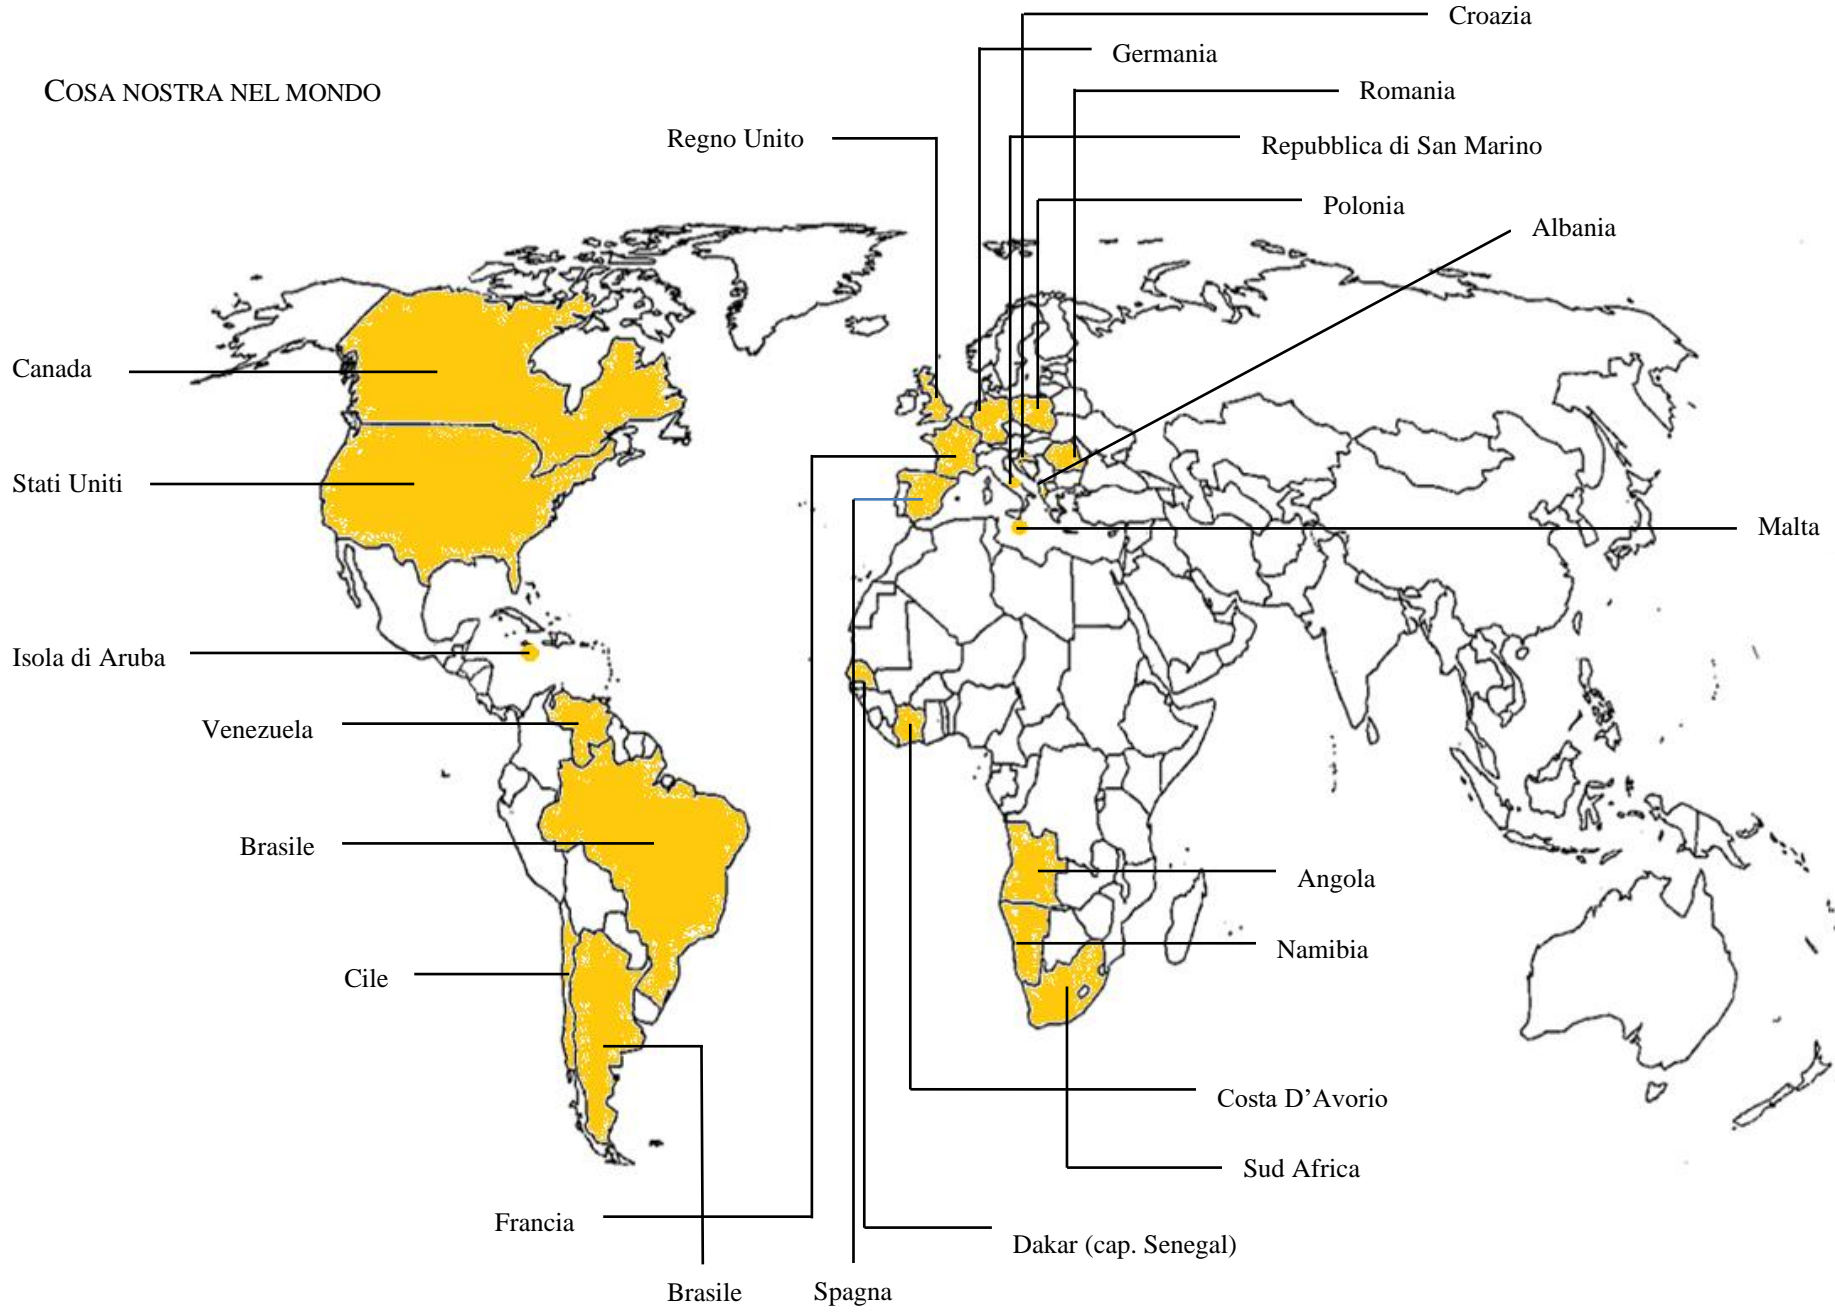 Croazia
Germania
COSA NOSTRA NEL MONDO
Romania
Regno Unito
Repubblica di San Marino
Polonia
Albania
Canada
Stati Uniti
Malta
Isola di Aruba
Venezuela
Brasile
Angola
Namibia
Cile
Costa D’Avorio
Sud Africa
Francia
Dakar (cap. Senegal)
Brasile
Spagna